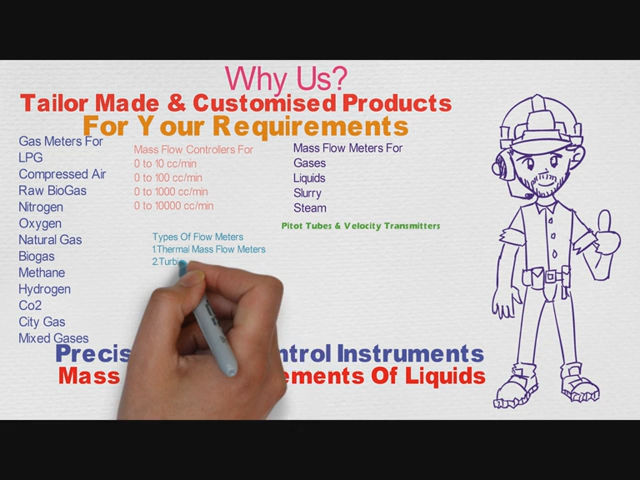 Why Us?
Tailor Made & Customised Products
For Your Requirements
Gas Meters For
LPG
Compressed Air
Raw BioGas
Nitrogen
Oxygen
Natural Gas
Biogas
Methane
Hydrogen
Co2
City Gas
Mixed Gases
Mass Flow Controllers For
0 to 10 cc/min
0 to 100 cc/min
0 to 1000 cc/min
0 to 10000 cc/min
Mass Flow Meters For
Gases
Liquids
Slurry
Steam
Pitot Tubes & Velocity Transmitters
Types Of Flow Meters
1.Thermal Mass Flow Meters
2.Turb
Instruments
Mass Of Liquids